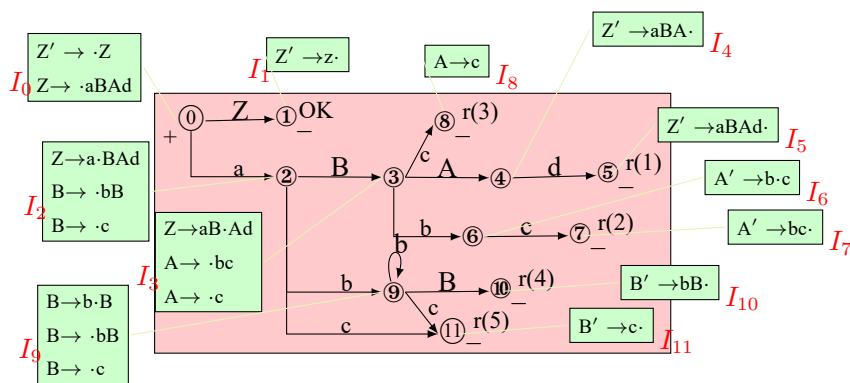 Z′ → ·Z
Z→ ·aBAd
I0
Z′ →z·
I1
A→c
I8
Z′ →aBA·
I4
0
+
Z
1
OK
−
8
r(3)
−
c
Z′ →aBAd·
I5
Z→a·BAd
B→ ·bB
B→ ·c
I2
a
2
B
3
A
4
d
5
r(1)
−
A′ →b·c
I6
Z→aB·Ad
A→ ·bc
A→ ·c
I3
b
6
c
7
r(2)
−
A′ →bc·
I7
b
b
9
B
10
r(4)
−
B′ →bB·
I10
B→b·B
B→ ·bB
B→ ·c
I9
c
c
11
r(5)
−
B′ →c·
I11